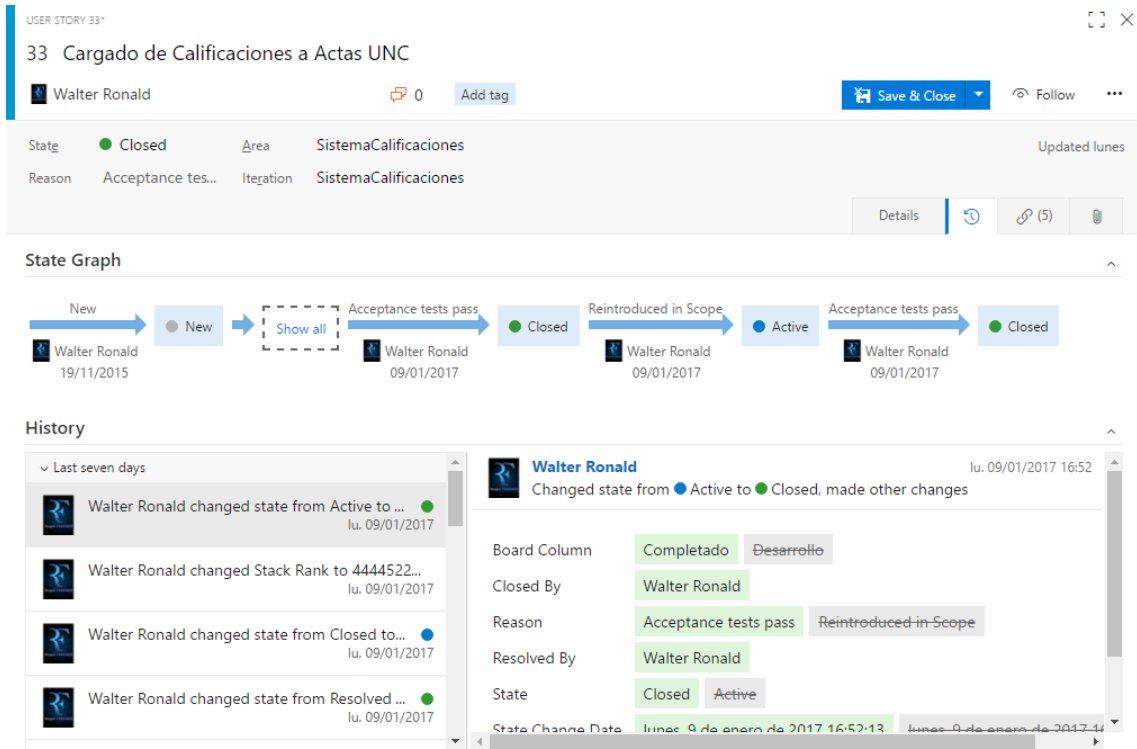 USER STORY 33*
33 Cargado de Calificaciones a Actas UNC
Walter Ronald 0 Add tag Save & Close Follow
State Closed Area SistemaCalificaciones Updated lunes
Reason Acceptance tes... Iteration SistemaCalificaciones
Details (5)
State Graph
New Acceptance tests pass Reintroduced in Scope Acceptance tests pass
New Show all Closed Active Closed
Walter Ronald Walter Ronald Walter Ronald Walter Ronald
19/11/2015 09/01/2017 09/01/2017 09/01/2017
History
Last seven days
Walter Ronald changed state from Active to ...
lu. 09/01/2017
Walter Ronald changed Stack Rank to 4444522...
lu. 09/01/2017
Walter Ronald changed state from Closed to...
lu. 09/01/2017
Walter Ronald changed state from Resolved ...
lu. 09/01/2017
Walter Ronald lu. 09/01/2017 16:52
Changed state from Active to Closed, made other changes
Board Column Completado Desarrollo
Closed By Walter Ronald
Reason Acceptance tests pass Reintroduced in Scope
Resolved By Walter Ronald
State Closed Active
State Change Date lunes, 9 de enero de 2017 16:52:13 lunes, 9 de enero de 2017